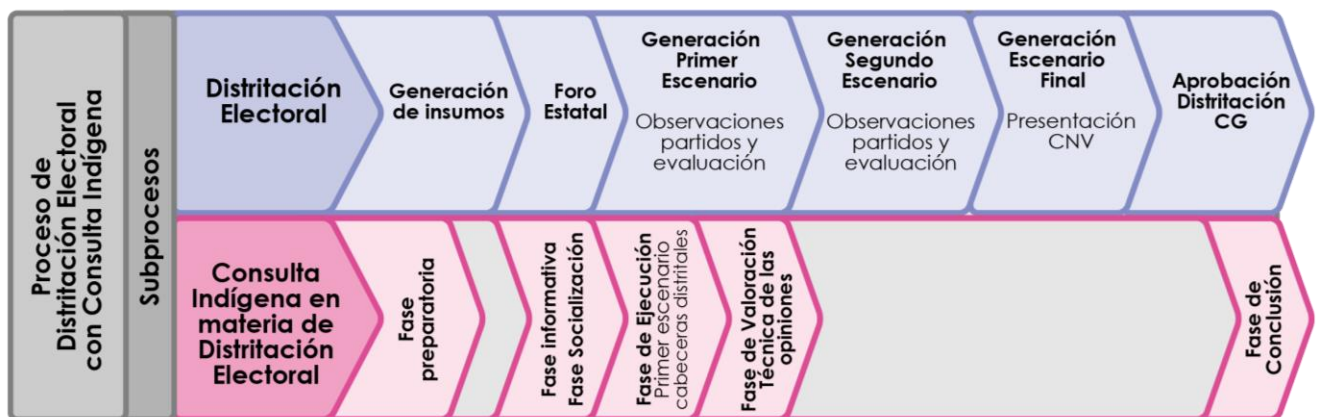 Proceso de
Distritación Electoral
con Consulta Indígena
Subprocesos
Distritación
Electoral
Generación
de insumos
Foro
Estatal
Generación
Primer
Escenario
Observaciones
partidos y
evaluación
Generación
Segundo
Escenario
Observaciones
partidos y
evaluación
Generación
Escenario
Final
Presentación
CNV
Aprobación
Distritación
CG
Consulta
Indígena en
materia de
Distritación
Electoral
Fase
preparatoria
Fase informativa
Fase Socialización
Fase de Ejecución
Primer escenario
cabeceras distritales
Fase de Valoración
Técnica de las
opiniones
Fase de
Conclusión